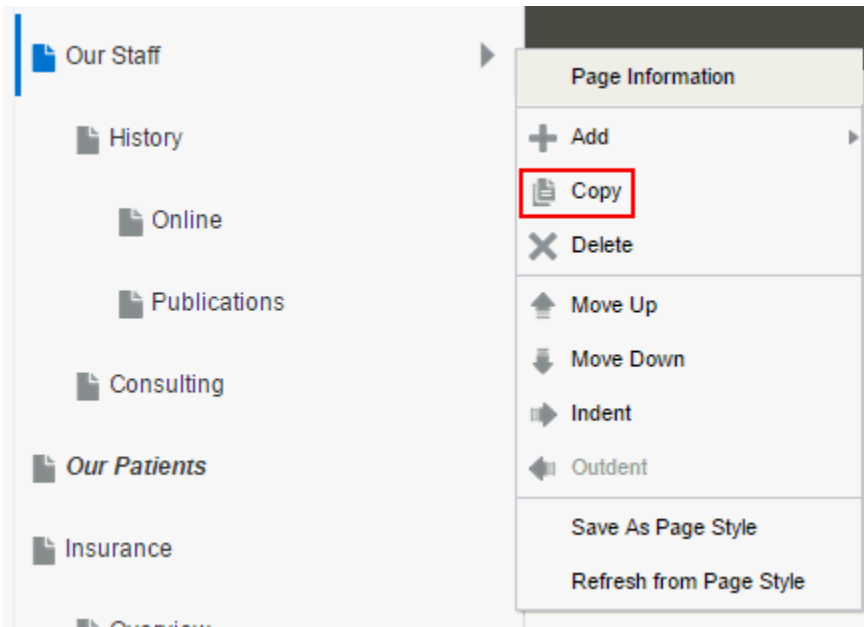 Our Staff
History
Online
Publications
Consulting
Our Patients
Insurance
Overview
Page Information
Add
Copy
Delete
Move Up
Move Down
Indent
Outdent
Save As Page Style
Refresh from Page Style